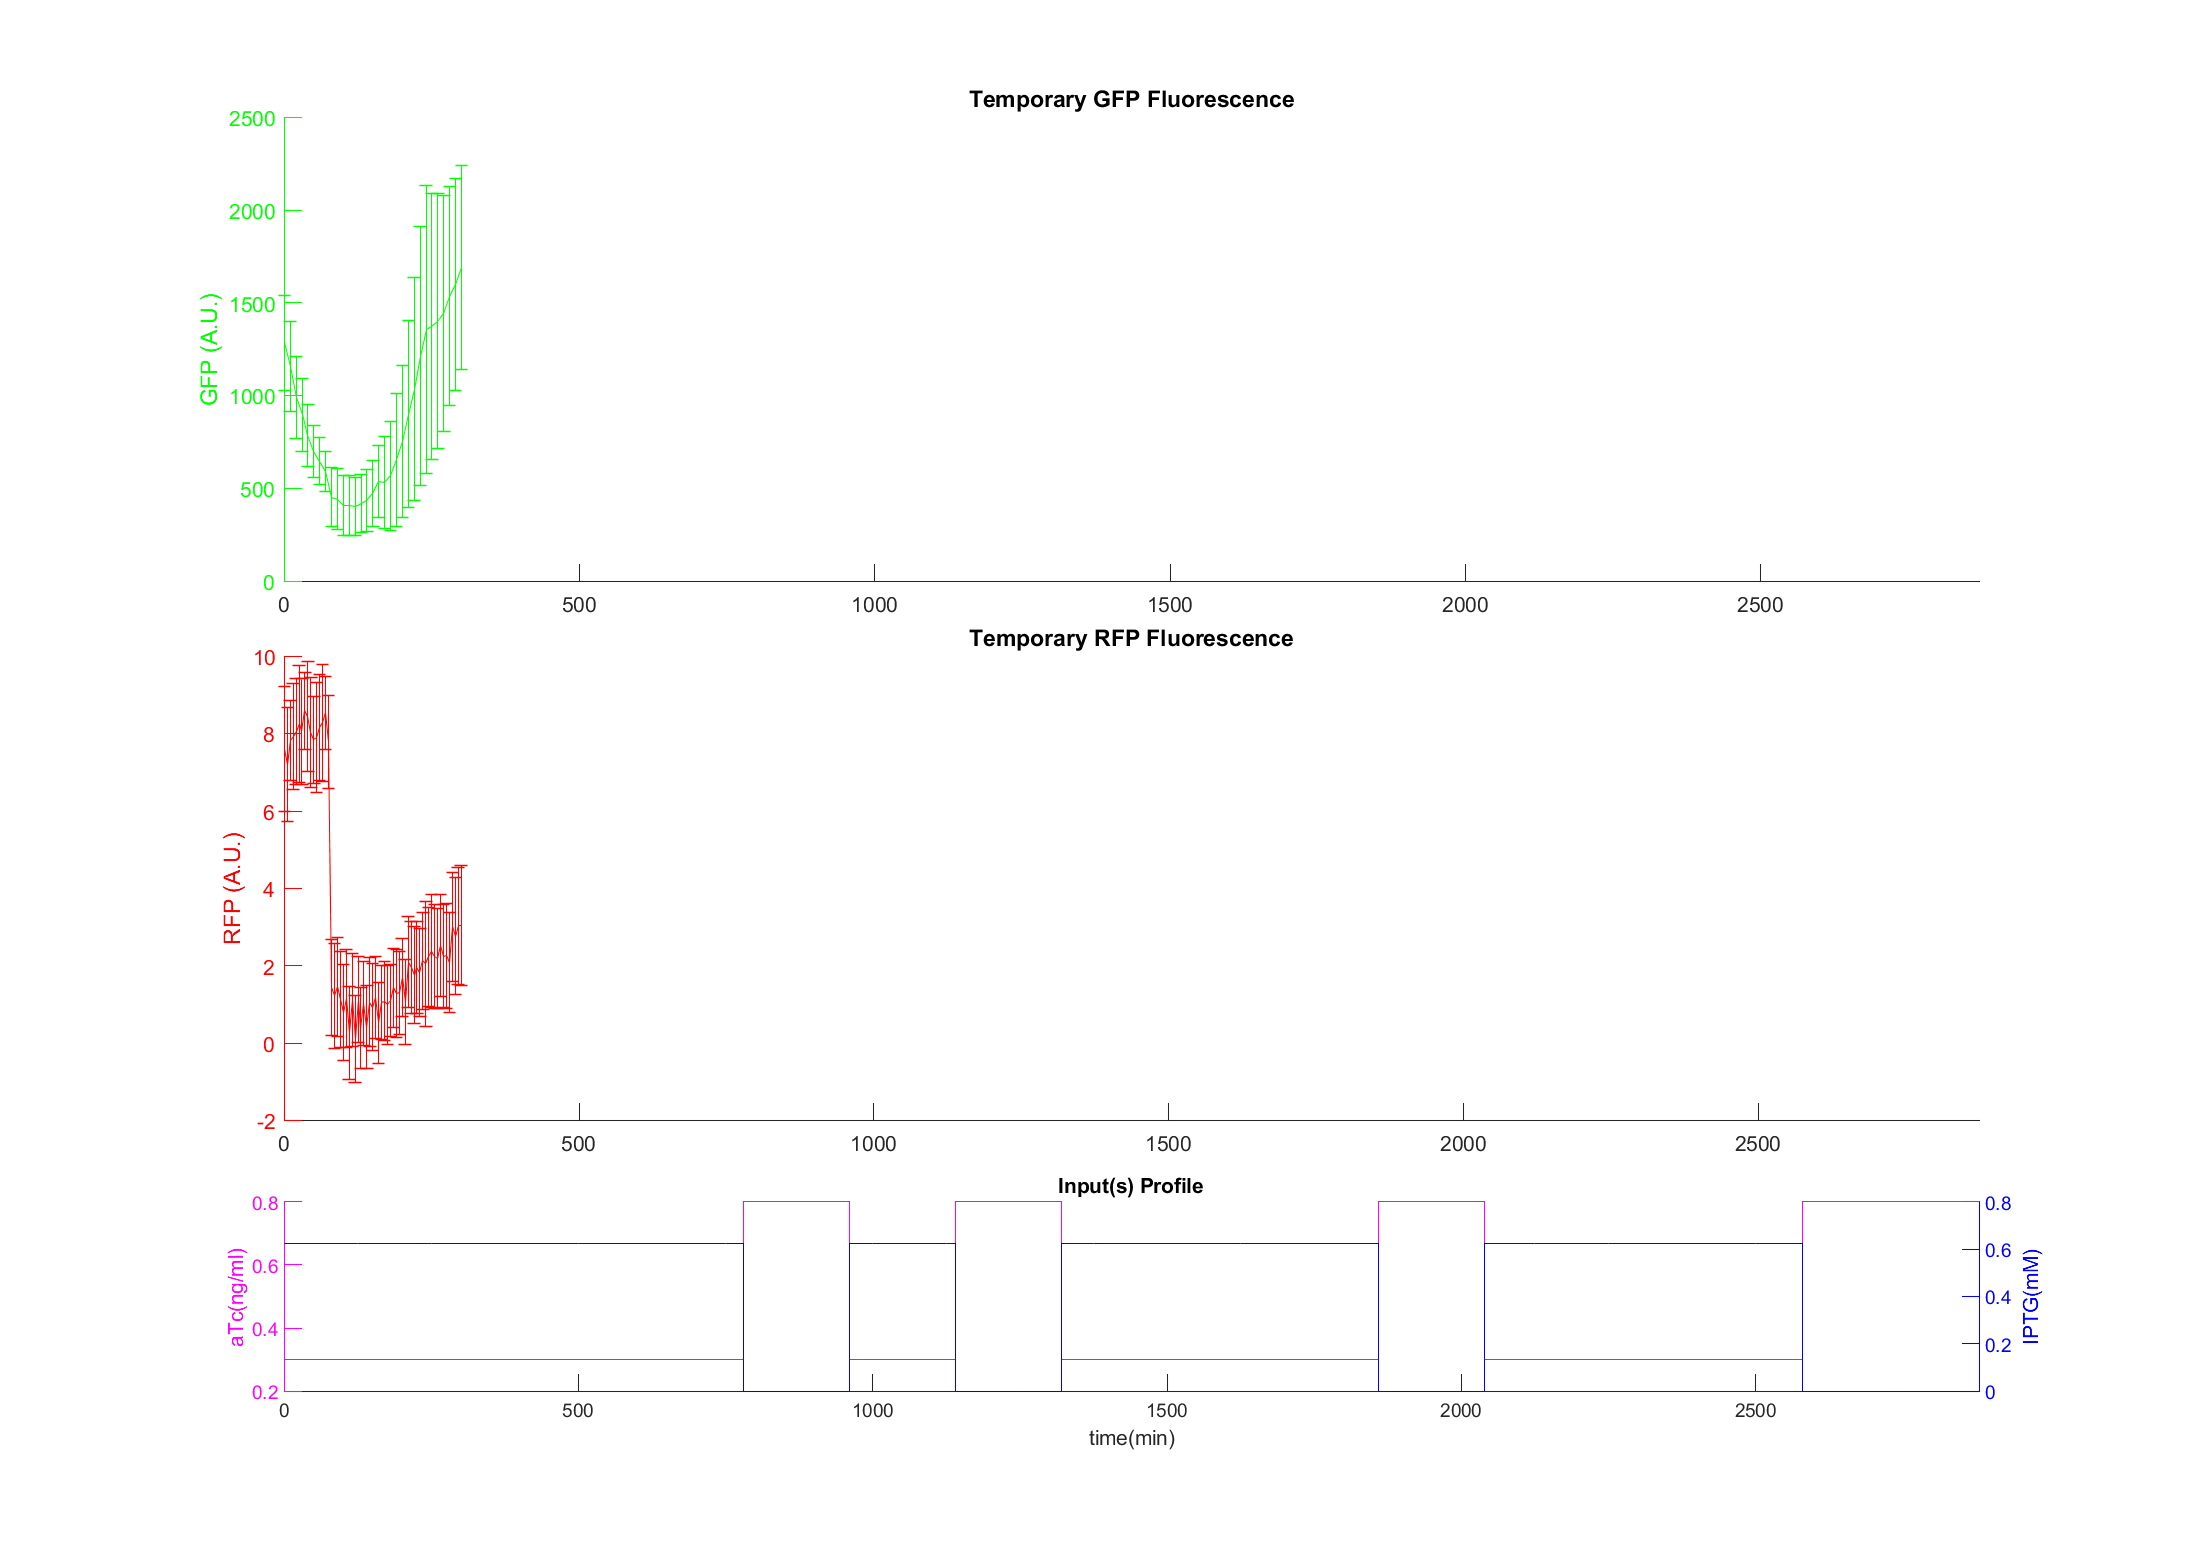 Temporary GFP Fluorescence
GFP (A.U.)
2500
2000
1500
1000
500
0
0 500 1000 1500 2000 2500
Temporary RFP Fluorescence
RFP (A.U.)
10
8
6
4
2
0
-2
0 500 1000 1500 2000 2500
Input(s) Profile
aTc(ng/ml)
0.8 0.8
0.6 0.6
0.4 0.4
0.2
0.2 0
IPTG(mM)
0 500 1000 1500 2000 2500
time(min)